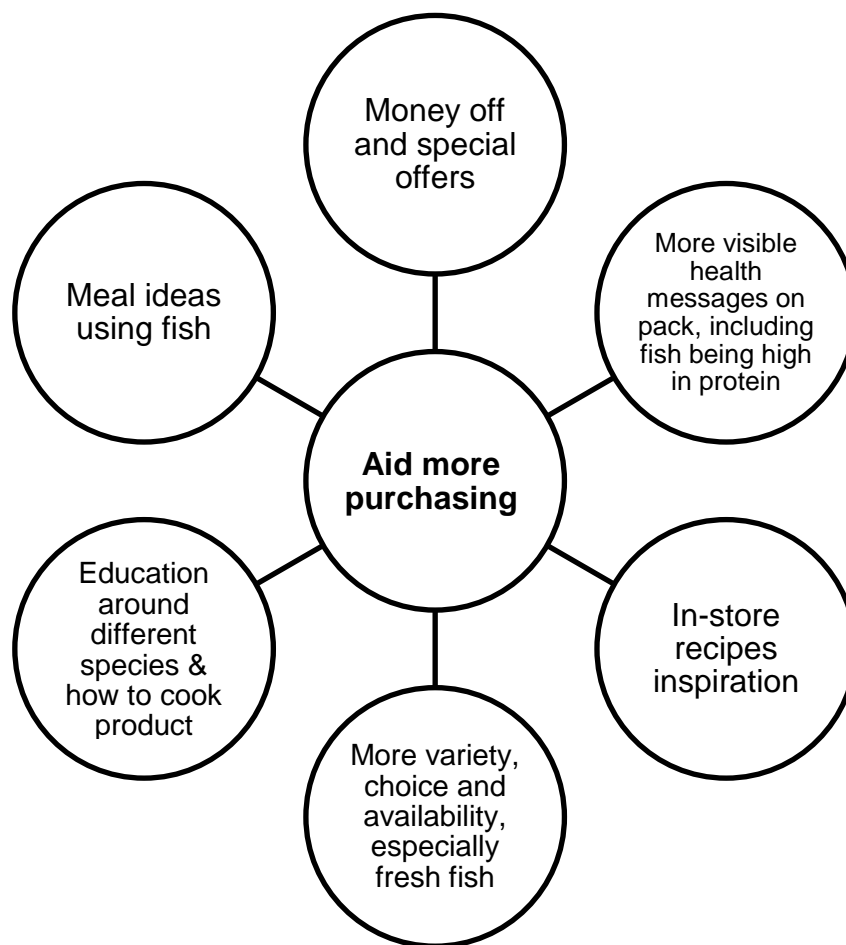 Money off
and special
offers
More visible
health
messages on
pack, including
fish being high
in protein
Meal ideas
using fish
Aid more
purchasing
Education
around
different
species &
how to cook
product
In-store
recipes
inspiration
More variety,
choice and
availability,
especially
fresh fish